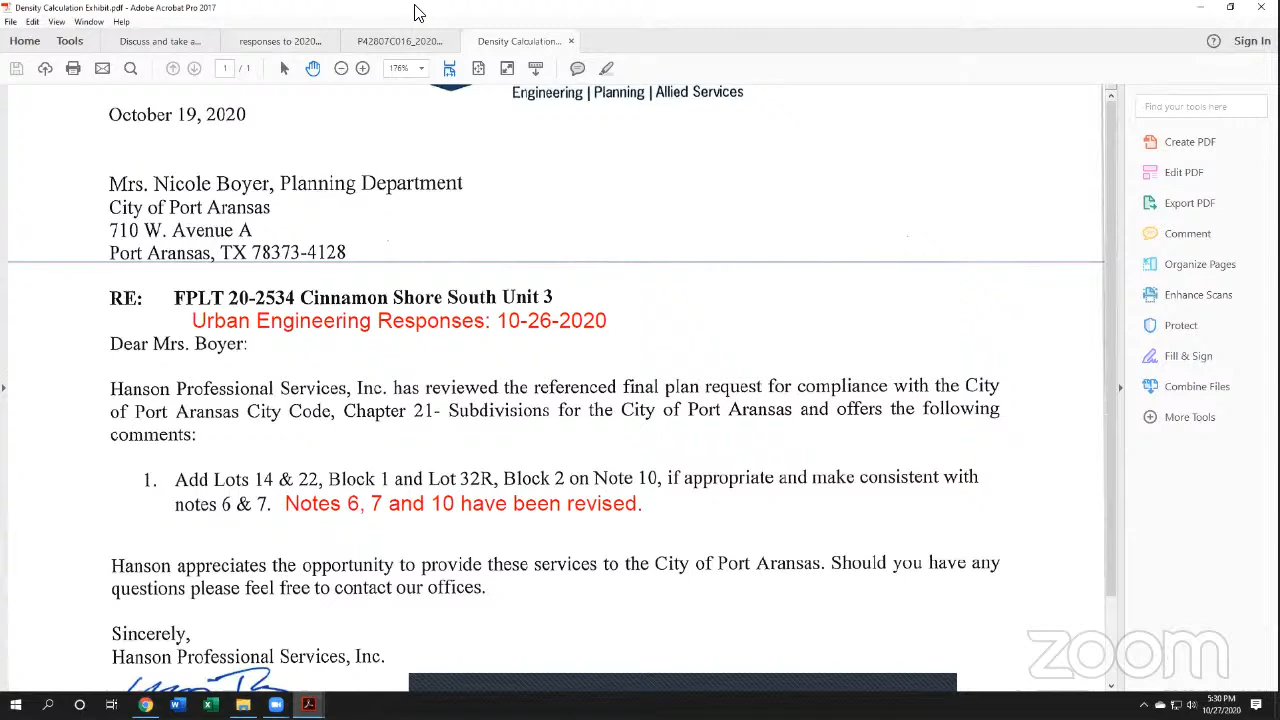 Density Calculation Exhibit.pdf - Adobe Acrobat Pro 2017
File Edit View Window Help
Home Tools Discuss and take a... responses to 2020... P42807C016_2020... Density Calculation... × Sign In
1 / 1 176%
Engineering | Planning | Allied Services
October 19, 2020
Mrs. Nicole Boyer, Planning Department
City of Port Aransas
710 W. Avenue A
Port Aransas, TX 78373-4128
RE: FPLT 20-2534 Cinnamon Shore South Unit 3
Urban Engineering Responses: 10-26-2020
Dear Mrs. Boyer:
Hanson Professional Services, Inc. has reviewed the referenced final plan request for compliance with the City
of Port Aransas City Code, Chapter 21- Subdivisions for the City of Port Aransas and offers the following
comments:
1. Add Lots 14 & 22, Block 1 and Lot 32R, Block 2 on Note 10, if appropriate and make consistent with
notes 6 & 7. Notes 6, 7 and 10 have been revised.
Hanson appreciates the opportunity to provide these services to the City of Port Aransas. Should you have any
questions please feel free to contact our offices.
Sincerely,
Hanson Professional Services, Inc.
Find your tools here
Create PDF
Edit PDF
Export PDF
Comment
Organize Pages
Enhance Scans
Protect
Fill & Sign
Combine Files
More Tools
zoom
5:30 PM
10/27/2020